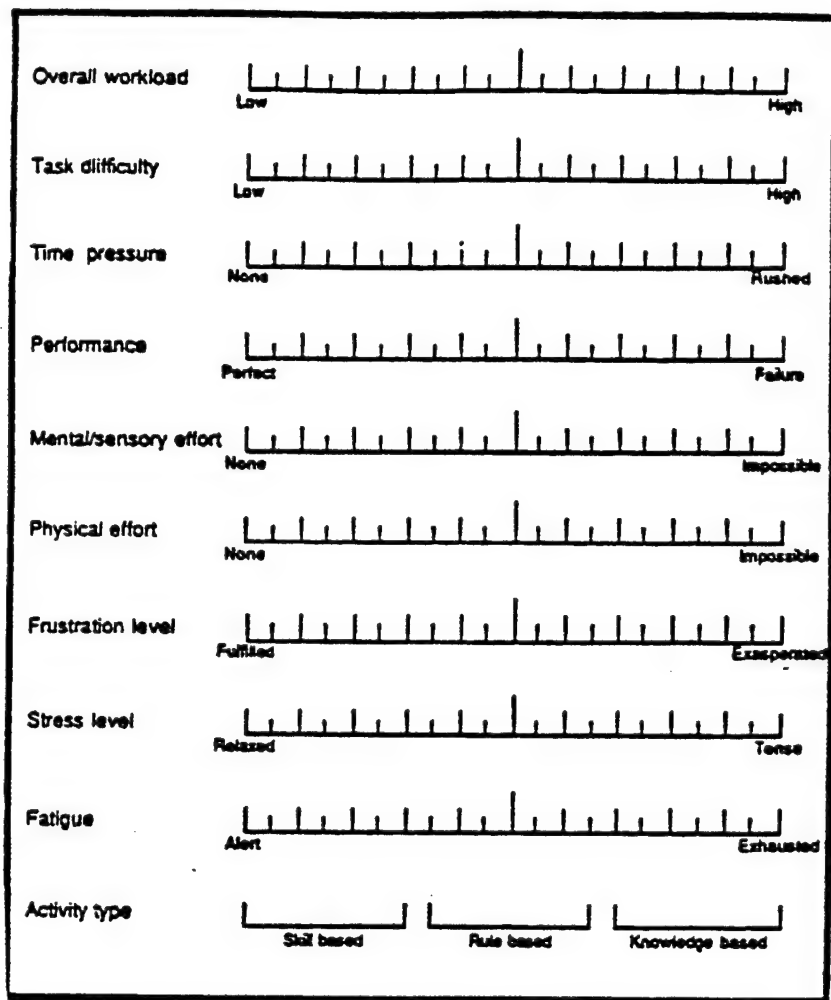 Overall workload
Low High
Task difficulty
Low High
Time pressure
None Rushed
Performance
Perfect Failure
Mental/sensory effort
None Impossible
Physical effort
None Impossible
Frustration level
Fulfilled Exasperated
Stress level
Relaxed Tense
Fatigue
Alert Exhausted
Activity type
Skill based Rule based Knowledge based